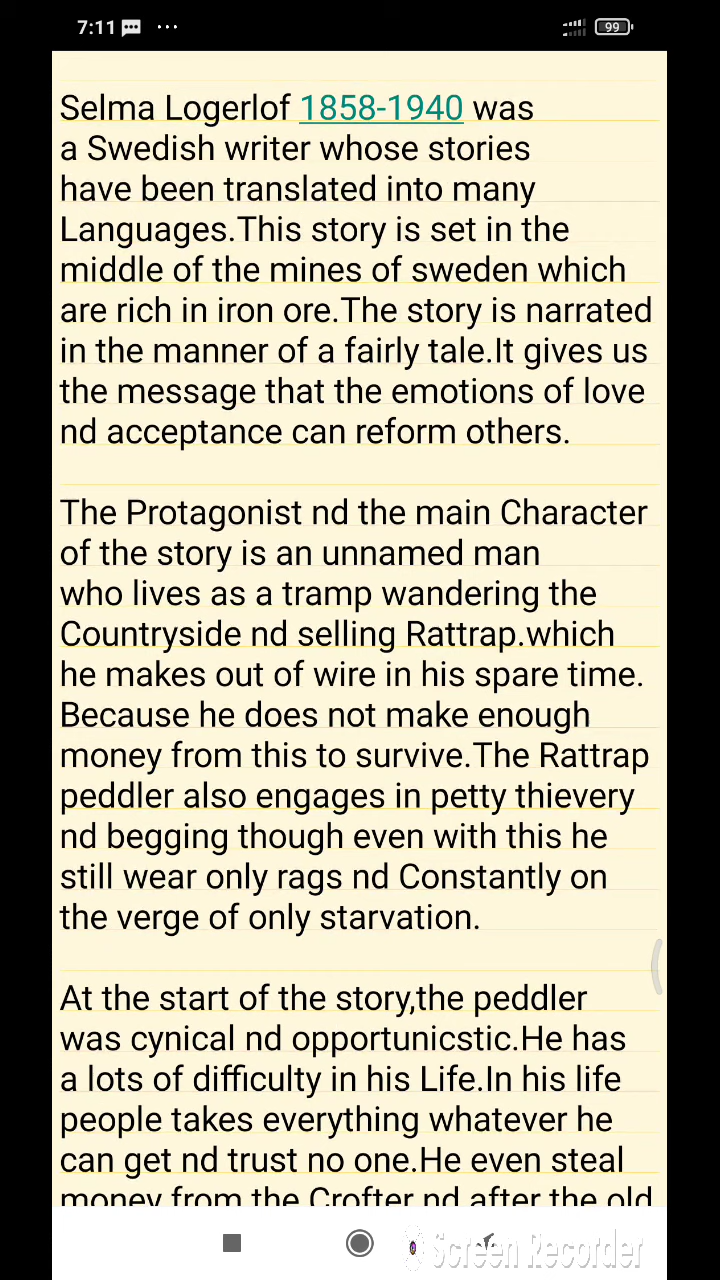 7:11
99
Selma Logerlof 1858-1940 was
a Swedish writer whose stories
have been translated into many
Languages.This story is set in the
middle of the mines of sweden which
are rich in iron ore.The story is narrated
in the manner of a fairly tale.It gives us
the message that the emotions of love
nd acceptance can reform others.
The Protagonist nd the main Character
of the story is an unnamed man
who lives as a tramp wandering the
Countryside nd selling Rattrap.which
he makes out of wire in his spare time.
Because he does not make enough
money from this to survive.The Rattrap
peddler also engages in petty thievery
nd begging though even with this he
still wear only rags nd Constantly on
the verge of only starvation.
At the start of the story,the peddler
was cynical nd opportunicstic.He has
a lots of difficulty in his Life.In his life
people takes everything whatever he
can get nd trust no one.He even steal
money from the Crofter nd after the old
Screen Recorder